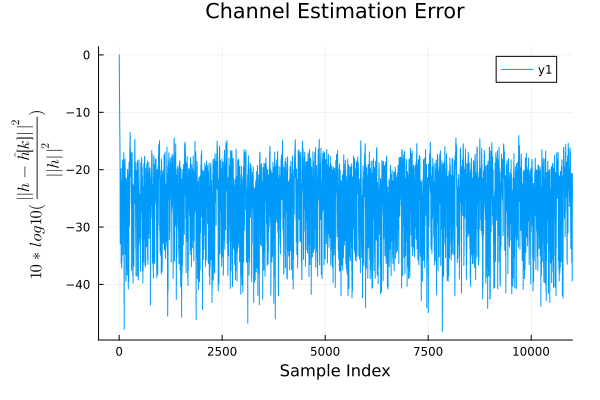 Channel Estimation Error
10 * log10( ||h − ĥ[k]||² / ||h||² )
y1
0
−10
−20
−30
−40
0
2500
5000
7500
10000
Sample Index